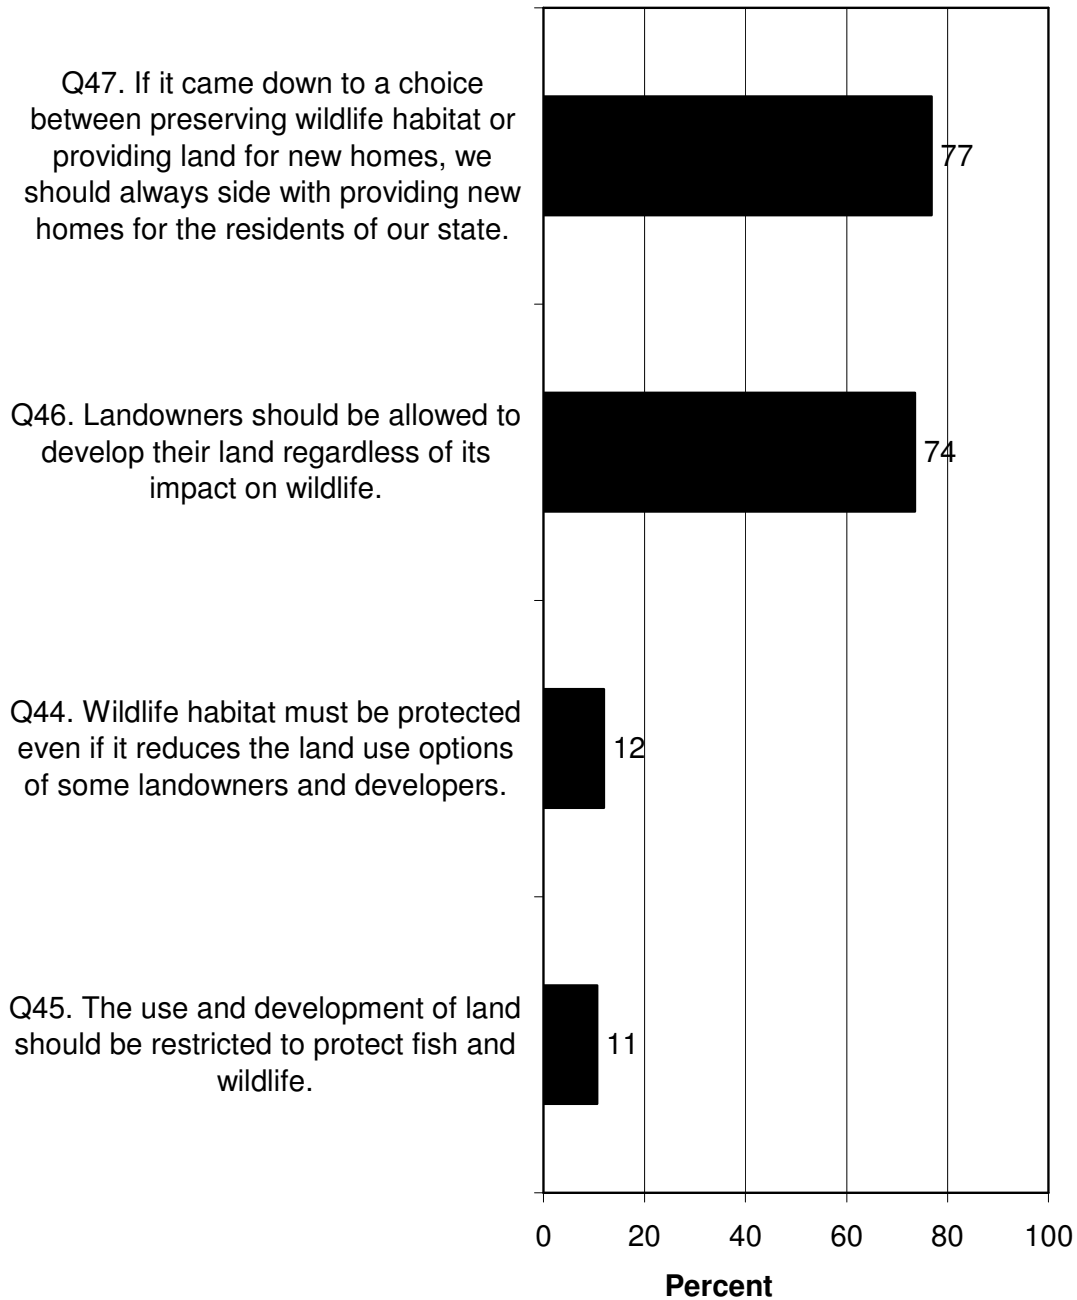 Q47. If it came down to a choice
between preserving wildlife habitat or
providing land for new homes, we
should always side with providing new
homes for the residents of our state.
77
Q46. Landowners should be allowed to
develop their land regardless of its
impact on wildlife.
74
Q44. Wildlife habitat must be protected
even if it reduces the land use options
of some landowners and developers.
12
Q45. The use and development of land
should be restricted to protect fish and
wildlife.
11
0 20 40 60 80 100
Percent